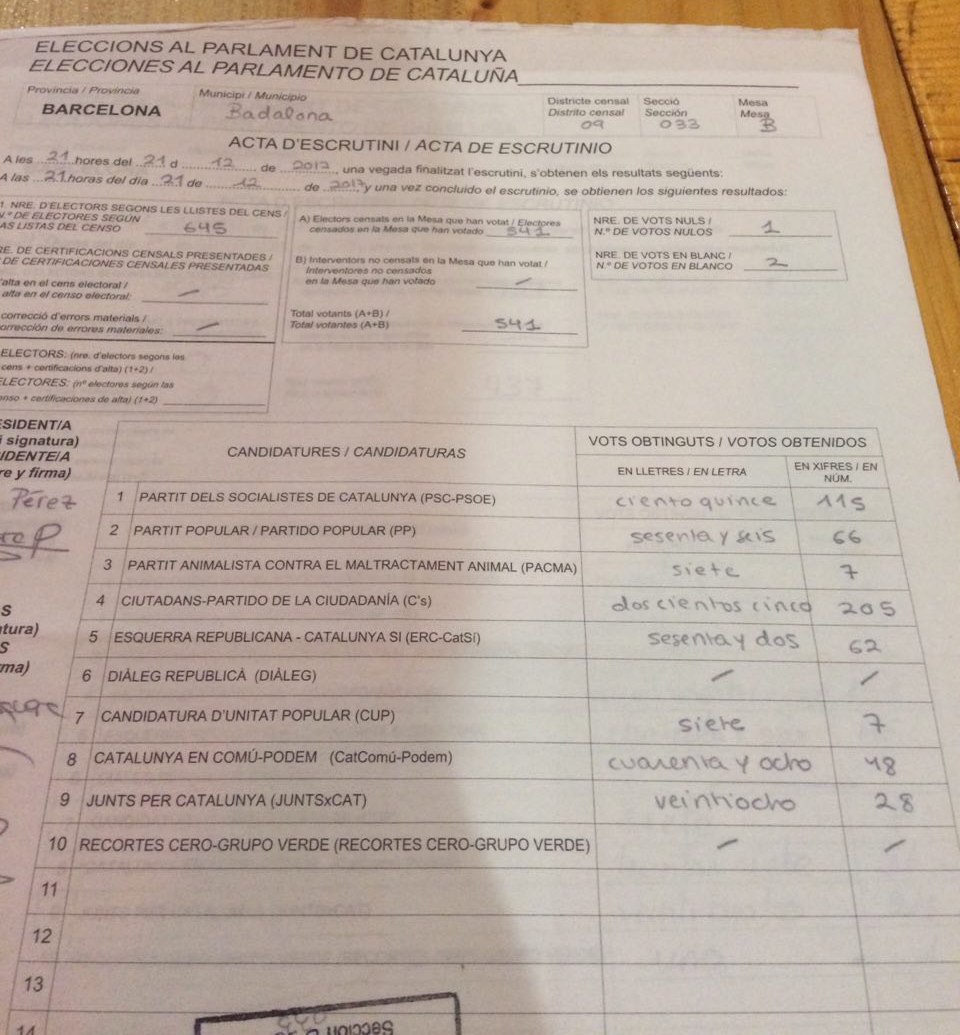 ELECCIONS AL PARLAMENT DE CATALUNYA
ELECCIONES AL PARLAMENTO DE CATALUÑA
Província / Provincia
BARCELONA
Municipi / Municipio
Badalona
Districte censal
Distrito censal
09
Secció
Sección
033
Mesa
Mesa
B
ACTA D'ESCRUTINI / ACTA DE ESCRUTINIO
A les 21 hores del 21 d 12 de 2017, una vegada finalitzat l'escrutini, s'obtenen els resultats següents:
A las 21 horas del día 21 de 12 de 2017 y una vez concluido el escrutinio, se obtienen los siguientes resultados:
1. NRE. D'ELECTORS SEGONS LES LLISTES DEL CENS /
N.º DE ELECTORES SEGÚN
AS LISTAS DEL CENSO 645
RE. DE CERTIFICACIONS CENSALS PRESENTADES /
DE CERTIFICACIONES CENSALES PRESENTADAS
alta en el cens electoral /
alta en el censo electoral: /
correcció d'errors materials /
orrección de errores materiales: /
ELECTORS: (nre. d'electors segons les
cens + certificacions d'alta) (1+2) /
ELECTORES: (nº electores según las
enso + certificaciones de alta) (1+2)
A) Electors censats en la Mesa que han votat / Electores
censados en la Mesa que han votado 541
B) Interventors no censats en la Mesa que han votat /
Interventores no censados
en la Mesa que han votado /
Total votants (A+B) /
Total votantes (A+B) 541
NRE. DE VOTS NULS /
N.º DE VOTOS NULOS 1
NRE. DE VOTS EN BLANC /
N.º DE VOTOS EN BLANCO 2
ESIDENT/A
i signatura)
IDENTE/A
re y firma)
Pérez
S
atura)
S
rma)
CANDIDATURES / CANDIDATURAS
VOTS OBTINGUTS / VOTOS OBTENIDOS
EN LLETRES / EN LETRA
EN XIFRES / EN
NÚM.
1 PARTIT DELS SOCIALISTES DE CATALUNYA (PSC-PSOE) ciento quince 115
2 PARTIT POPULAR / PARTIDO POPULAR (PP) sesenta y seis 66
3 PARTIT ANIMALISTA CONTRA EL MALTRACTAMENT ANIMAL (PACMA) siete 7
4 CIUTADANS-PARTIDO DE LA CIUDADANÍA (C's) doscientos cinco 205
5 ESQUERRA REPUBLICANA - CATALUNYA SI (ERC-CatSí) sesenta y dos 62
6 DIÀLEG REPUBLICÀ (DIÀLEG) / /
7 CANDIDATURA D'UNITAT POPULAR (CUP) siete 7
8 CATALUNYA EN COMÚ-PODEM (CatComú-Podem) cuarenta y ocho 48
9 JUNTS PER CATALUNYA (JUNTSxCAT) veintiocho 28
10 RECORTES CERO-GRUPO VERDE (RECORTES CERO-GRUPO VERDE) / /
11
12
13
14
Sección